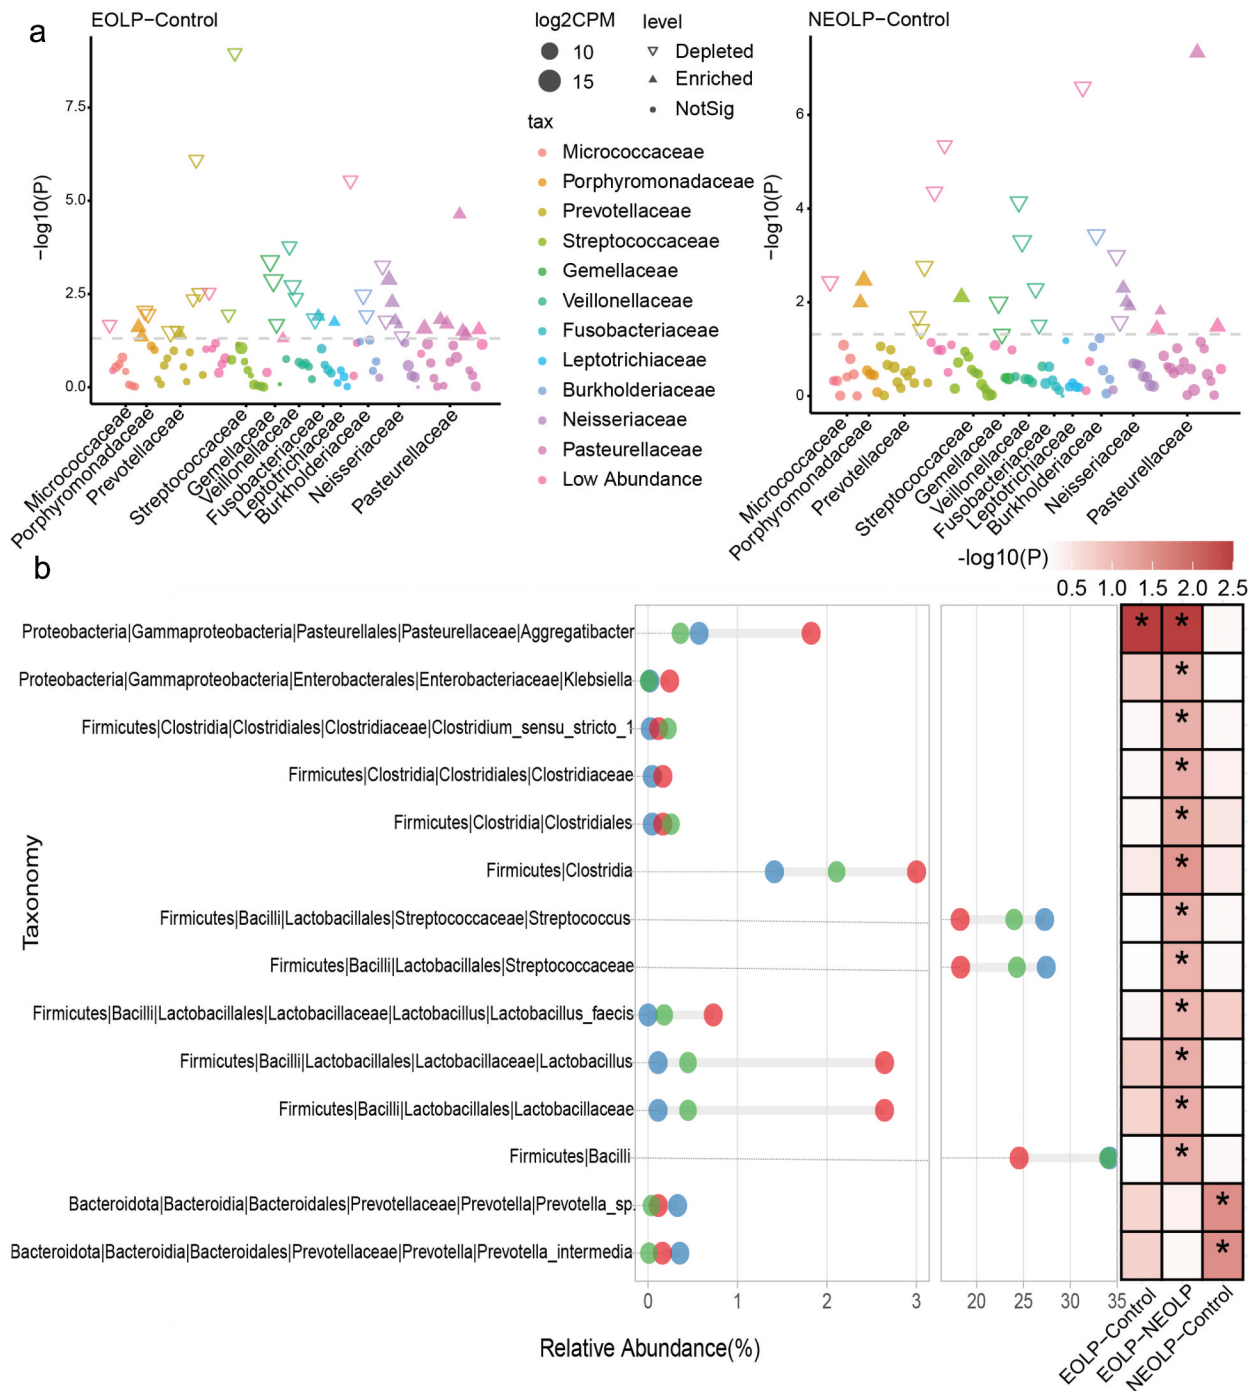 a
EOLP−Control
−log10(P)
7.5
5.0
2.5
0.0
Micrococcaceae
Porphyromonadaceae
Prevotellaceae
Streptococcaceae
Gemellaceae
Veillonellaceae
Fusobacteriaceae
Leptotrichiaceae
Burkholderiaceae
Neisseriaceae
Pasteurellaceae
log2CPM
10
15
level
Depleted
Enriched
NotSig
tax
Micrococcaceae
Porphyromonadaceae
Prevotellaceae
Streptococcaceae
Gemellaceae
Veillonellaceae
Fusobacteriaceae
Leptotrichiaceae
Burkholderiaceae
Neisseriaceae
Pasteurellaceae
Low Abundance
NEOLP−Control
−log10(P)
6
4
2
0
Micrococcaceae
Porphyromonadaceae
Prevotellaceae
Streptococcaceae
Gemellaceae
Veillonellaceae
Fusobacteriaceae
Leptotrichiaceae
Burkholderiaceae
Neisseriaceae
Pasteurellaceae
b
-log10(P)
0.5 1.0 1.5 2.0 2.5
Taxonomy
Proteobacteria|Gammaproteobacteria|Pasteurellales|Pasteurellaceae|Aggregatibacter
* *
Proteobacteria|Gammaproteobacteria|Enterobacterales|Enterobacteriaceae|Klebsiella
*
Firmicutes|Clostridia|Clostridiales|Clostridiaceae|Clostridium_sensu_stricto_1
*
Firmicutes|Clostridia|Clostridiales|Clostridiaceae
*
Firmicutes|Clostridia|Clostridiales
*
Firmicutes|Clostridia
*
Firmicutes|Bacilli|Lactobacillales|Streptococcaceae|Streptococcus
*
Firmicutes|Bacilli|Lactobacillales|Streptococcaceae
*
Firmicutes|Bacilli|Lactobacillales|Lactobacillaceae|Lactobacillus|Lactobacillus_faecis
*
Firmicutes|Bacilli|Lactobacillales|Lactobacillaceae|Lactobacillus
*
Firmicutes|Bacilli|Lactobacillales|Lactobacillaceae
*
Firmicutes|Bacilli
*
Bacteroidota|Bacteroidia|Bacteroidales|Prevotellaceae|Prevotella|Prevotella_sp.
*
Bacteroidota|Bacteroidia|Bacteroidales|Prevotellaceae|Prevotella|Prevotella_intermedia
*
0 1 2 3 20 25 30 35
EOLP−Control
EOLP−NEOLP
NEOLP−Control
Relative Abundance(%)